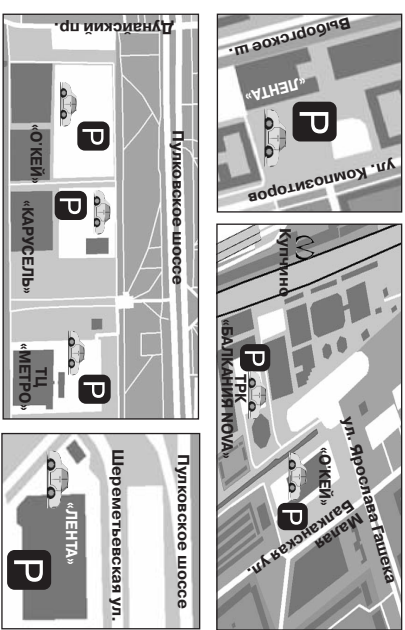 Дунайский пр.
Пулковское шоссе
P
«О'КЕЙ»
P
«КАРУСЕЛЬ»
P
ТЦ
«МЕТРО»
Выборгское ш.
«ЛЕНТА»
P
ул. Композиторов
Купчино
P
ТРК
«БАЛКАНИЯ NOVA»
ул. Ярослава Гашека
«О'КЕЙ»
P
Малая
Балканская ул.
Пулковское шоссе
Шереметьевская ул.
«ЛЕНТА»
P